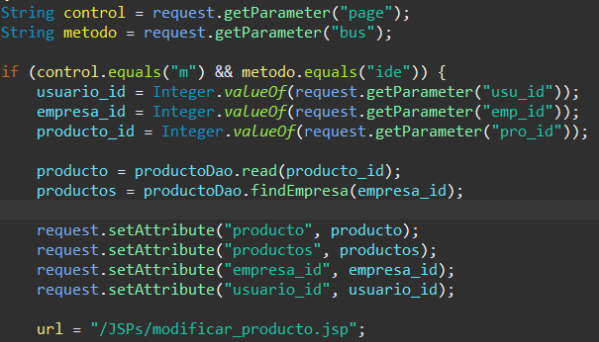 String control = request.getParameter("page");
String metodo = request.getParameter("bus");
if (control.equals("m") && metodo.equals("ide")) {
usuario_id = Integer.valueOf(request.getParameter("usu_id"));
empresa_id = Integer.valueOf(request.getParameter("emp_id"));
producto_id = Integer.valueOf(request.getParameter("pro_id"));
producto = productoDao.read(producto_id);
productos = productoDao.findEmpresa(empresa_id);
request.setAttribute("producto", producto);
request.setAttribute("productos", productos);
request.setAttribute("empresa_id", empresa_id);
request.setAttribute("usuario_id", usuario_id);
url = "/JSPs/modificar_producto.jsp";